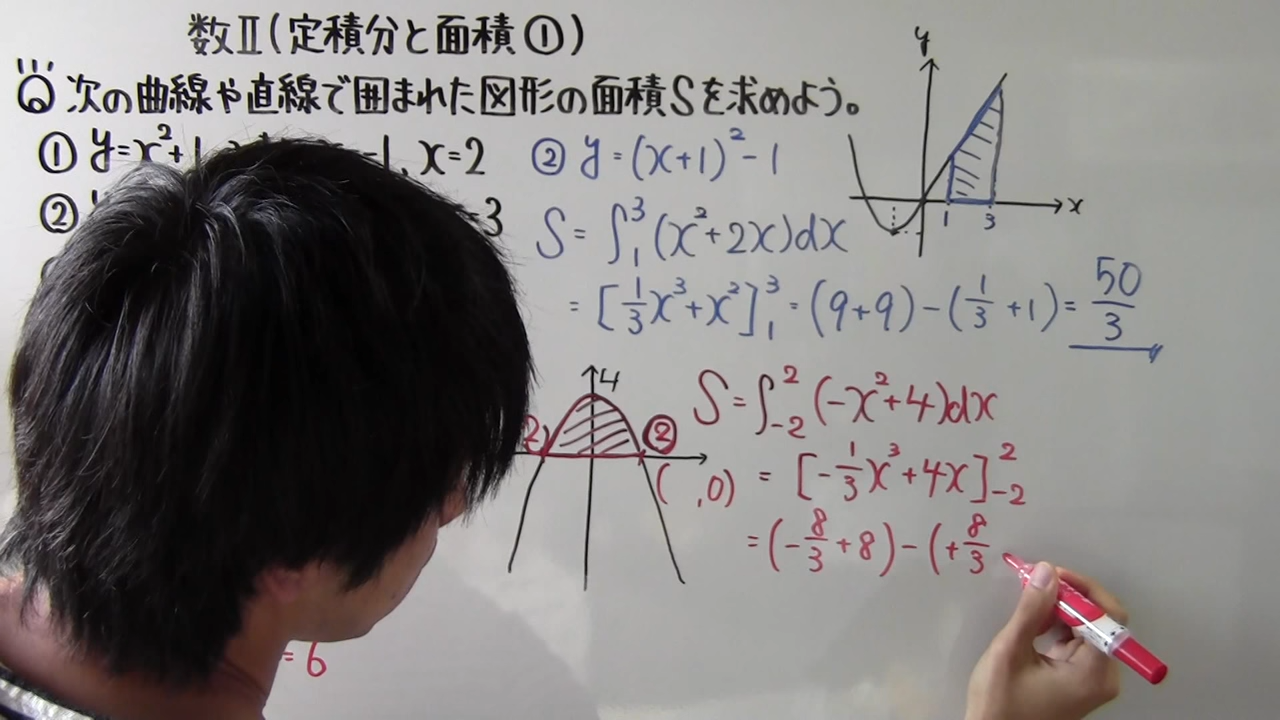 数Ⅱ(定積分と面積①)
Q 次の曲線や直線で囲まれた図形の面積Sを求めよう。
① y=x²+1, x=2
② 3
② y=(x+1)²-1
S=∫₁³(x²+2x)dx
=[1/3x³+x²]₁³=(9+9)-(1/3+1)=50/3
y
x
1 3
4
2) ②
( ,0)
S=∫₋₂²(-x²+4)dx
=[-1/3x³+4x]₋₂²
=(-8/3+8)-(+8/3
=6